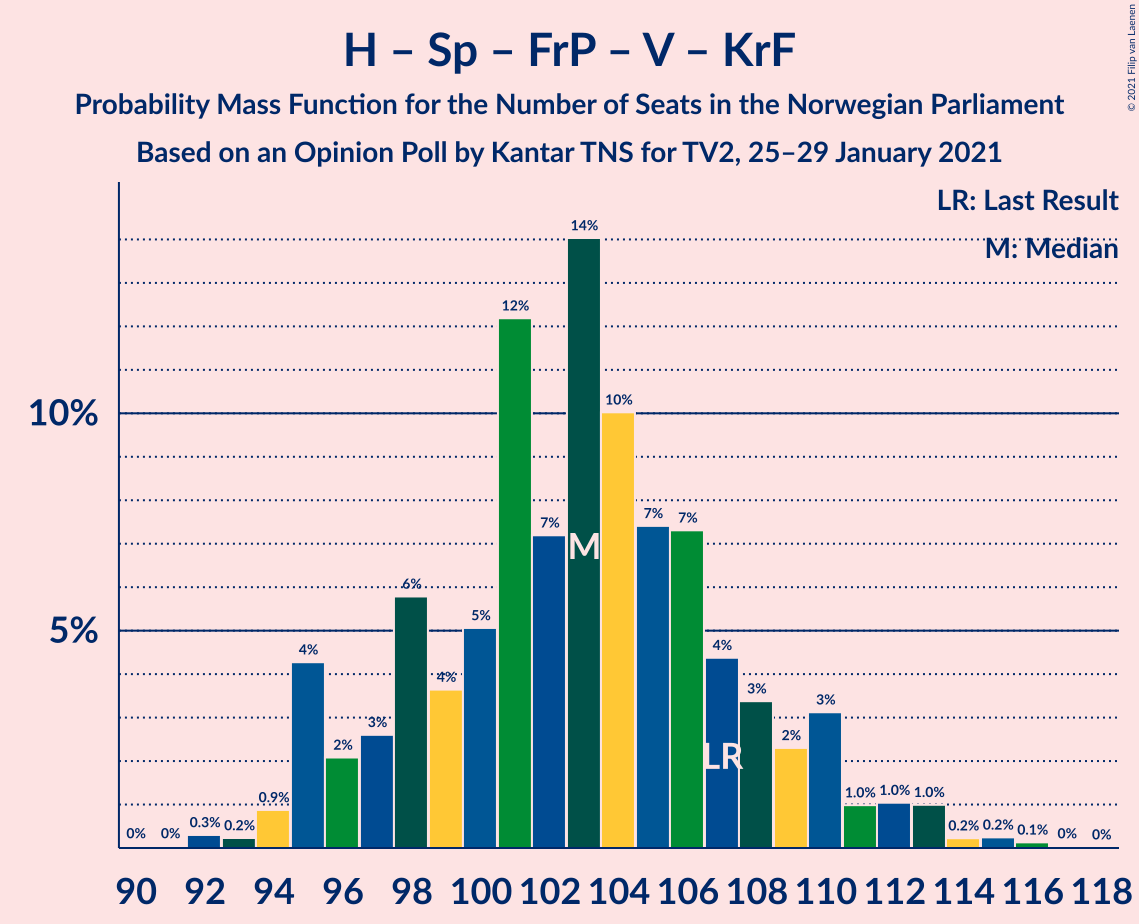 H – Sp – FrP – V – KrF
Probability Mass Function for the Number of Seats in the Norwegian Parliament
Based on an Opinion Poll by Kantar TNS for TV2, 25–29 January 2021
© 2021 Filip van Laenen
LR: Last Result
M: Median
10%
5%
0% 0% 0.3% 0.2% 0.9% 4% 2% 3% 6% 4% 5% 12% 7% 14% 10% 7% 7% 4% 3% 2% 3% 1.0% 1.0% 1.0% 0.2% 0.2% 0.1% 0% 0%
M
LR
90 92 94 96 98 100 102 104 106 108 110 112 114 116 118